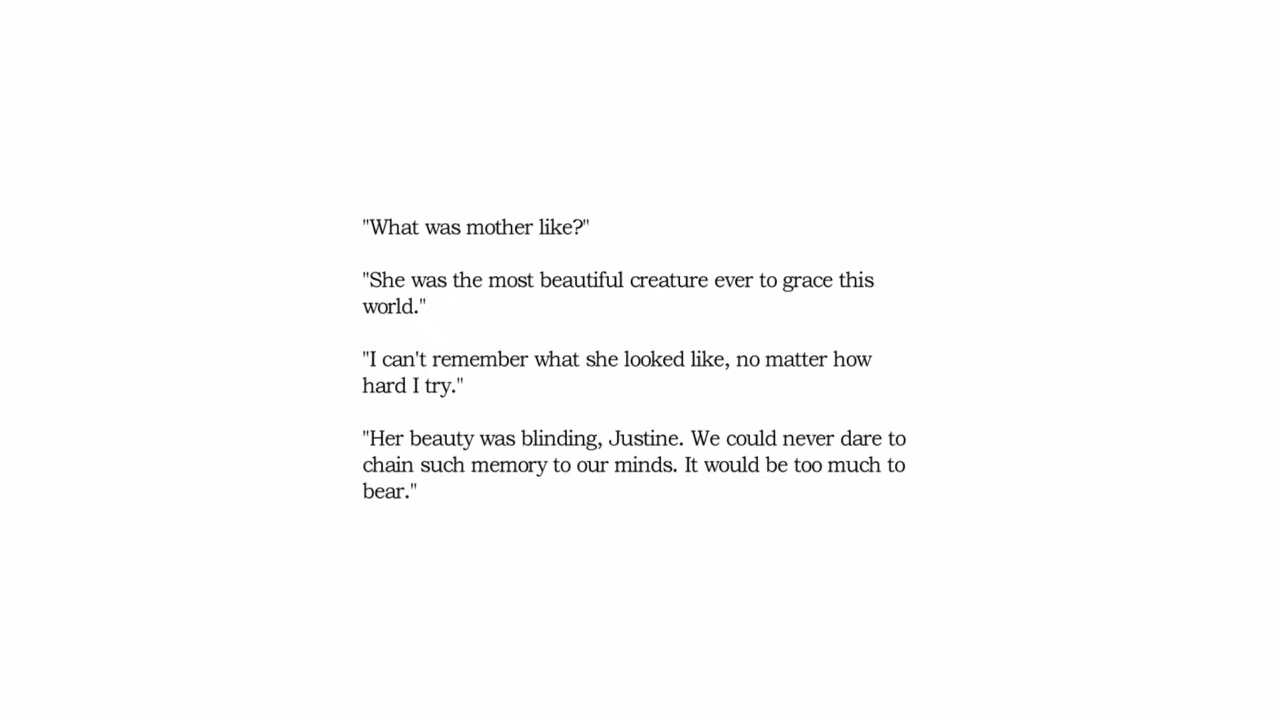 "What was mother like?"
"She was the most beautiful creature ever to grace this
world."
"I can't remember what she looked like, no matter how
hard I try."
"Her beauty was blinding, Justine. We could never dare to
chain such memory to our minds. It would be too much to
bear."